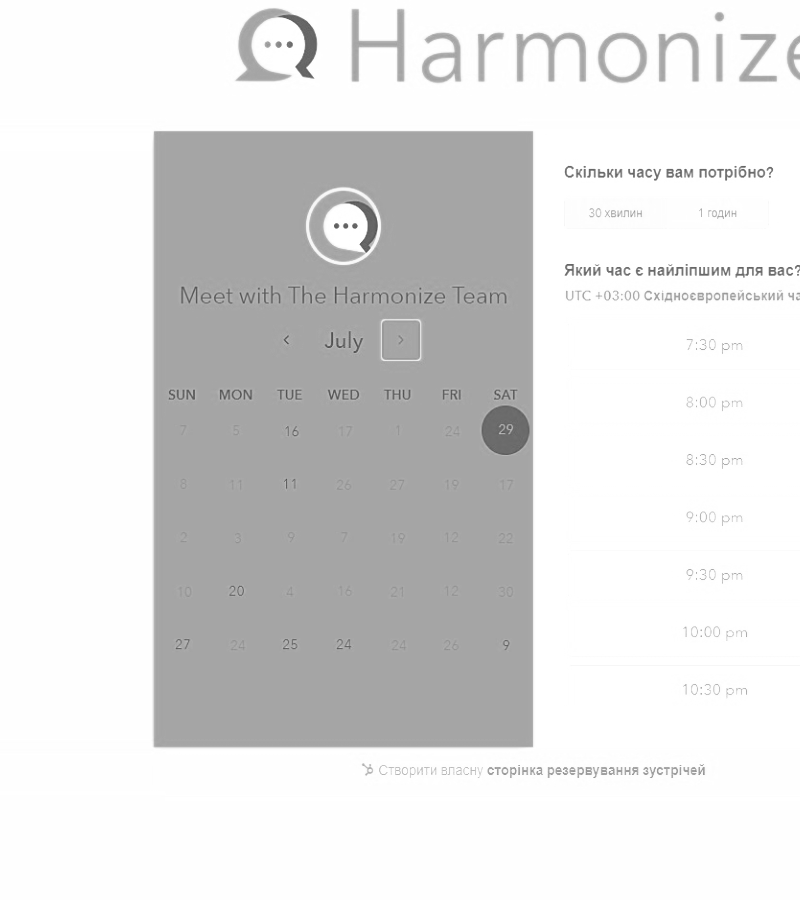 Harmonize
Meet with The Harmonize Team
July
SUN MON TUE WED THU FRI SAT
7 5 16 17 1 24 29
8 11 11 26 27 19 17
2 3 9 7 19 12 22
10 20 4 16 21 12 30
27 24 25 24 24 26 9
Скільки часу вам потрібно?
30 хвилин 1 годин
Який час є найліпшим для вас?
UTC +03:00 Східноєвропейський ча
7:30 pm
8:00 pm
8:30 pm
9:00 pm
9:30 pm
10:00 pm
10:30 pm
Створити власну сторінка резервування зустрічей